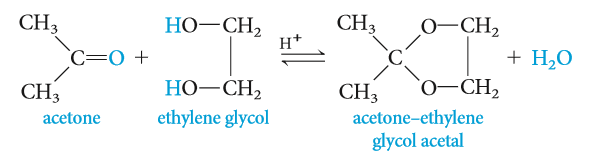 CH₃ HO—CH₂ CH₃ O—CH₂
C=O + H⁺ C + H₂O
CH₃ HO—CH₂ CH₃ O—CH₂
acetone ethylene glycol acetone–ethylene
glycol acetal